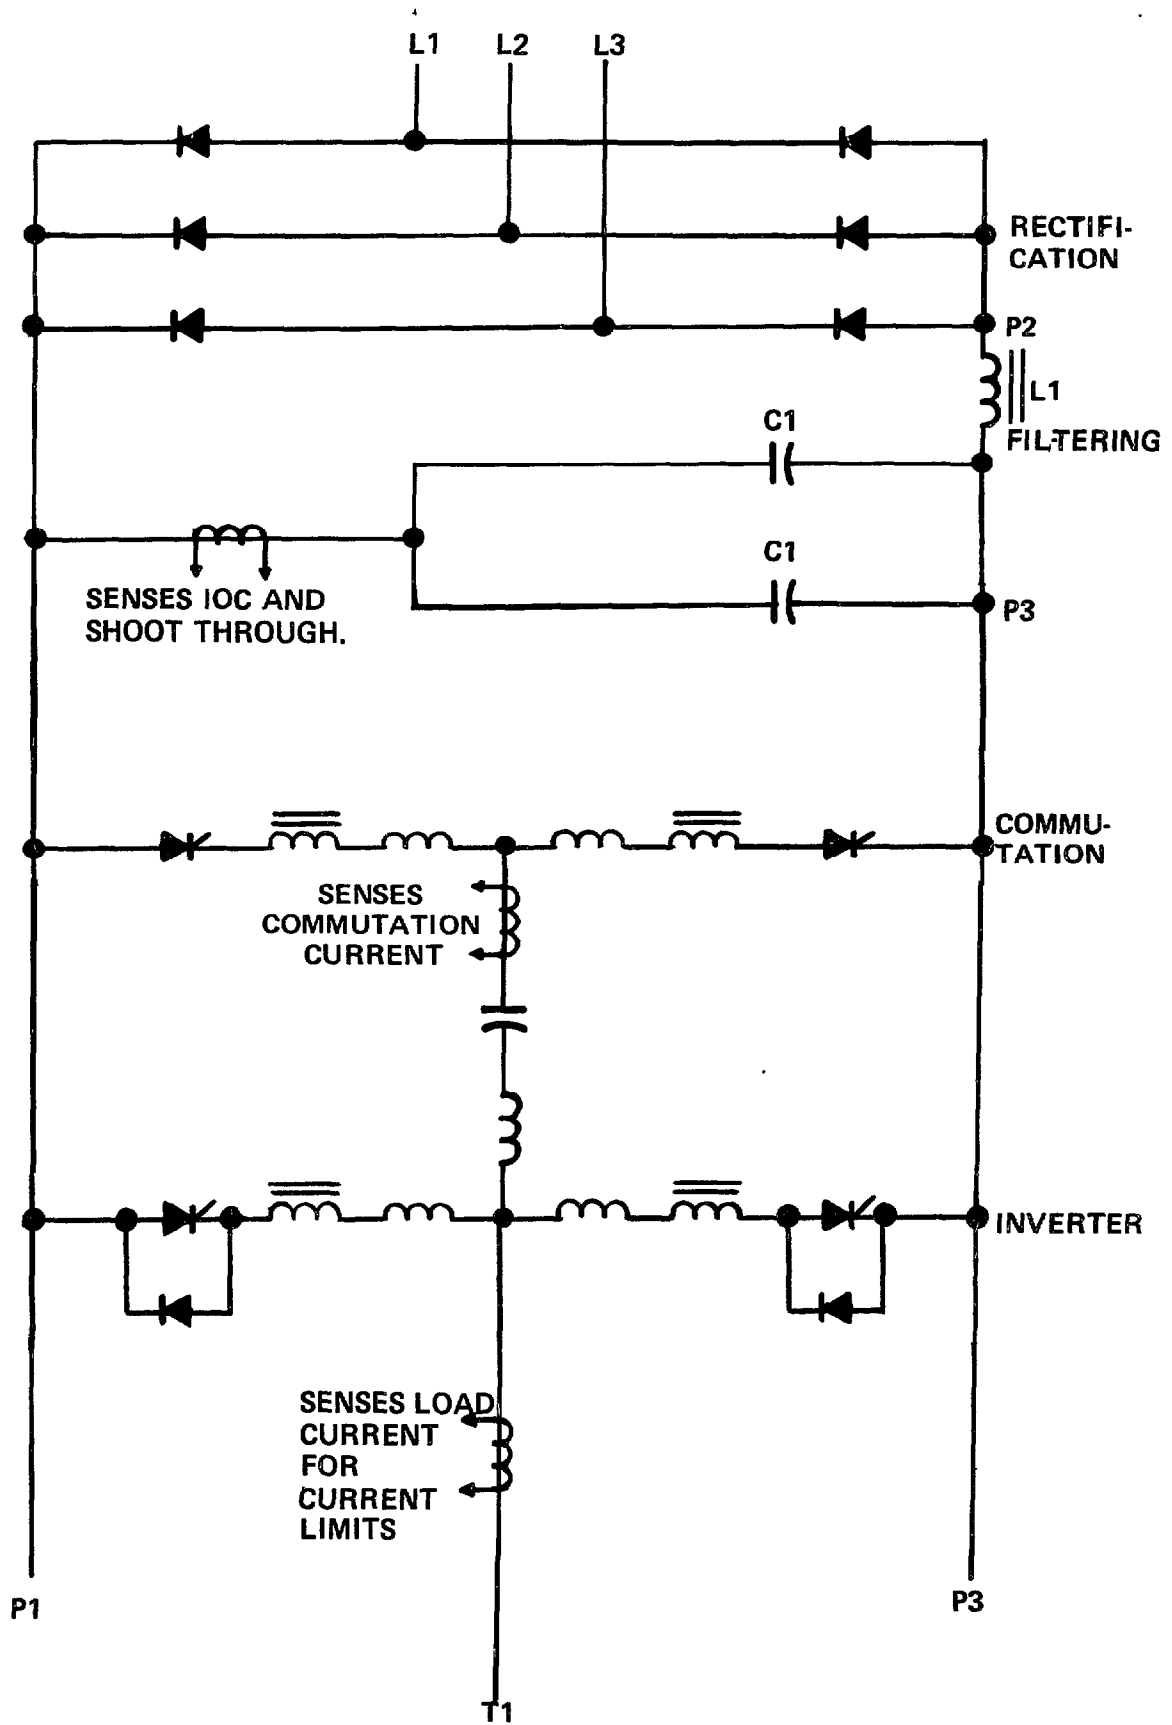 L1 L2 L3
RECTIFI-
CATION
P2
L1
C1
FILTERING
C1
SENSES IOC AND
SHOOT THROUGH.
P3
COMMU-
TATION
SENSES
COMMUTATION
CURRENT
INVERTER
SENSES LOAD
CURRENT
FOR
CURRENT
LIMITS
P1
P3
T1